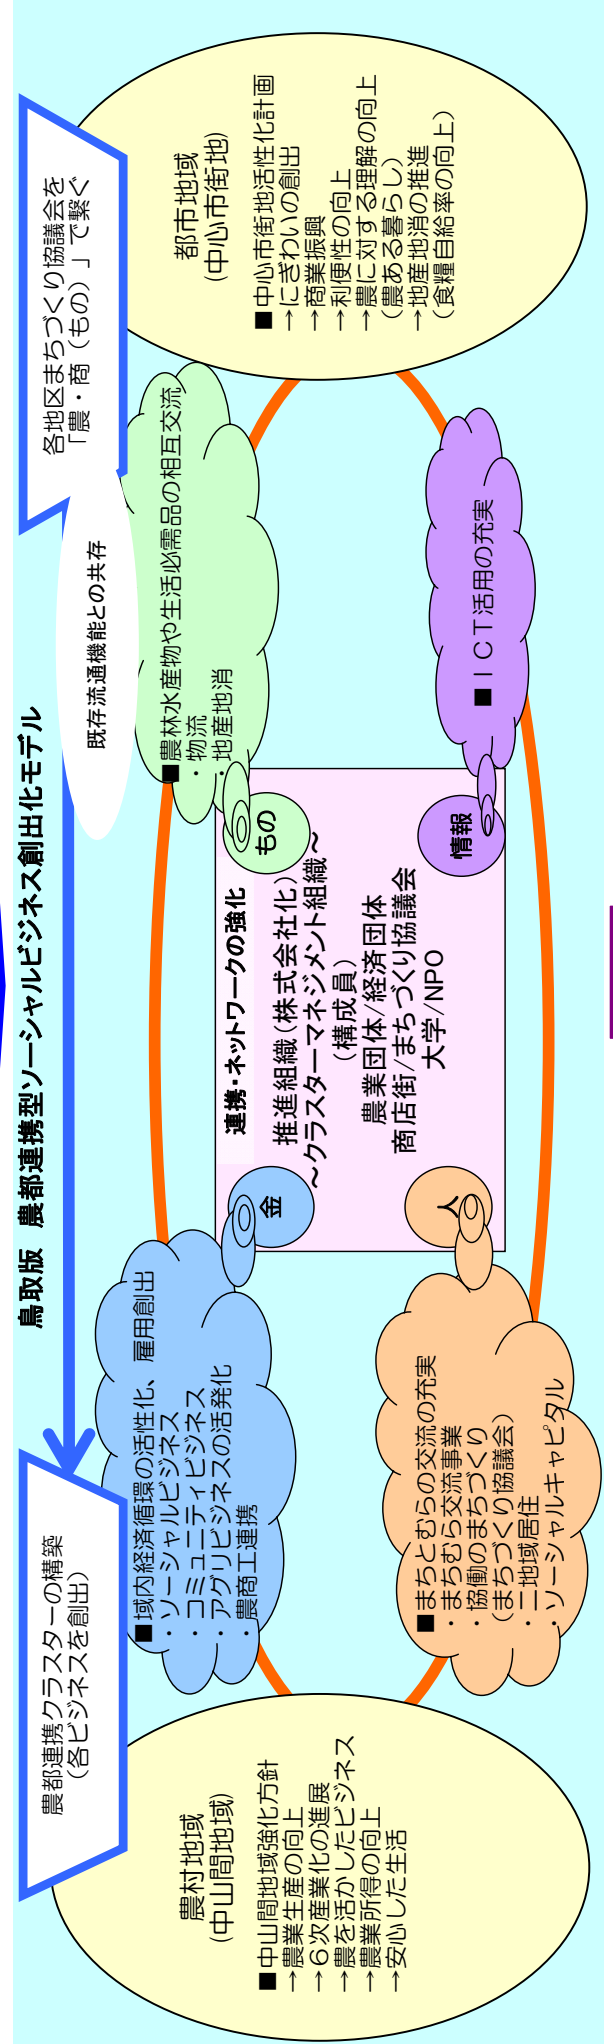 鳥取版 農都連携型ソーシャルビジネス創出化モデル
農都連携クラスターの構築
(各ビジネスを創出)
各地区まちづくり協議会を
「農・商(もの)」で繋ぐ
既存流通機能との共存
農村地域
(中山間地域)
■中山間地域強化方針
→農業生産の向上
→6次産業化の進展
→農を活かしたビジネス
→農業所得の向上
→安心した生活
■域内経済循環の活性化、雇用創出
・ソーシャルビジネス
・コミュニティビジネス
・アグリビジネスの活発化
・農商工連携
金
■まちとむらの交流の充実
・まちむら交流事業
・協働のまちづくり
(まちづくり協議会)
・二地域居住
・ソーシャルキャピタル
人
連携・ネットワークの強化
推進組織(株式会社化)
~クラスターマネジメント組織~
(構成員)
農業団体/経済団体
商店街/まちづくり協議会
大学/NPO
■農林水産物や生活必需品の相互交流
・物流
・地産地消
もの
■ICT活用の充実
情報
都市地域
(中心市街地)
■中心市街地活性化計画
→にぎわいの創出
→商業振興
→利便性の向上
→農に対する理解の向上
(農ある暮らし)
→地産地消の推進
(食糧自給率の向上)